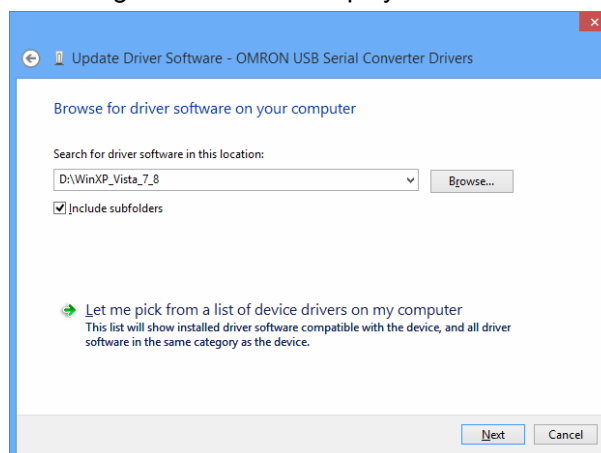 Update Driver Software - OMRON USB Serial Converter Drivers
Browse for driver software on your computer
Search for driver software in this location:
D:\WinXP_Vista_7_8
Browse...
Include subfolders
Let me pick from a list of device drivers on my computer
This list will show installed driver software compatible with the device, and all driver
software in the same category as the device.
Next
Cancel